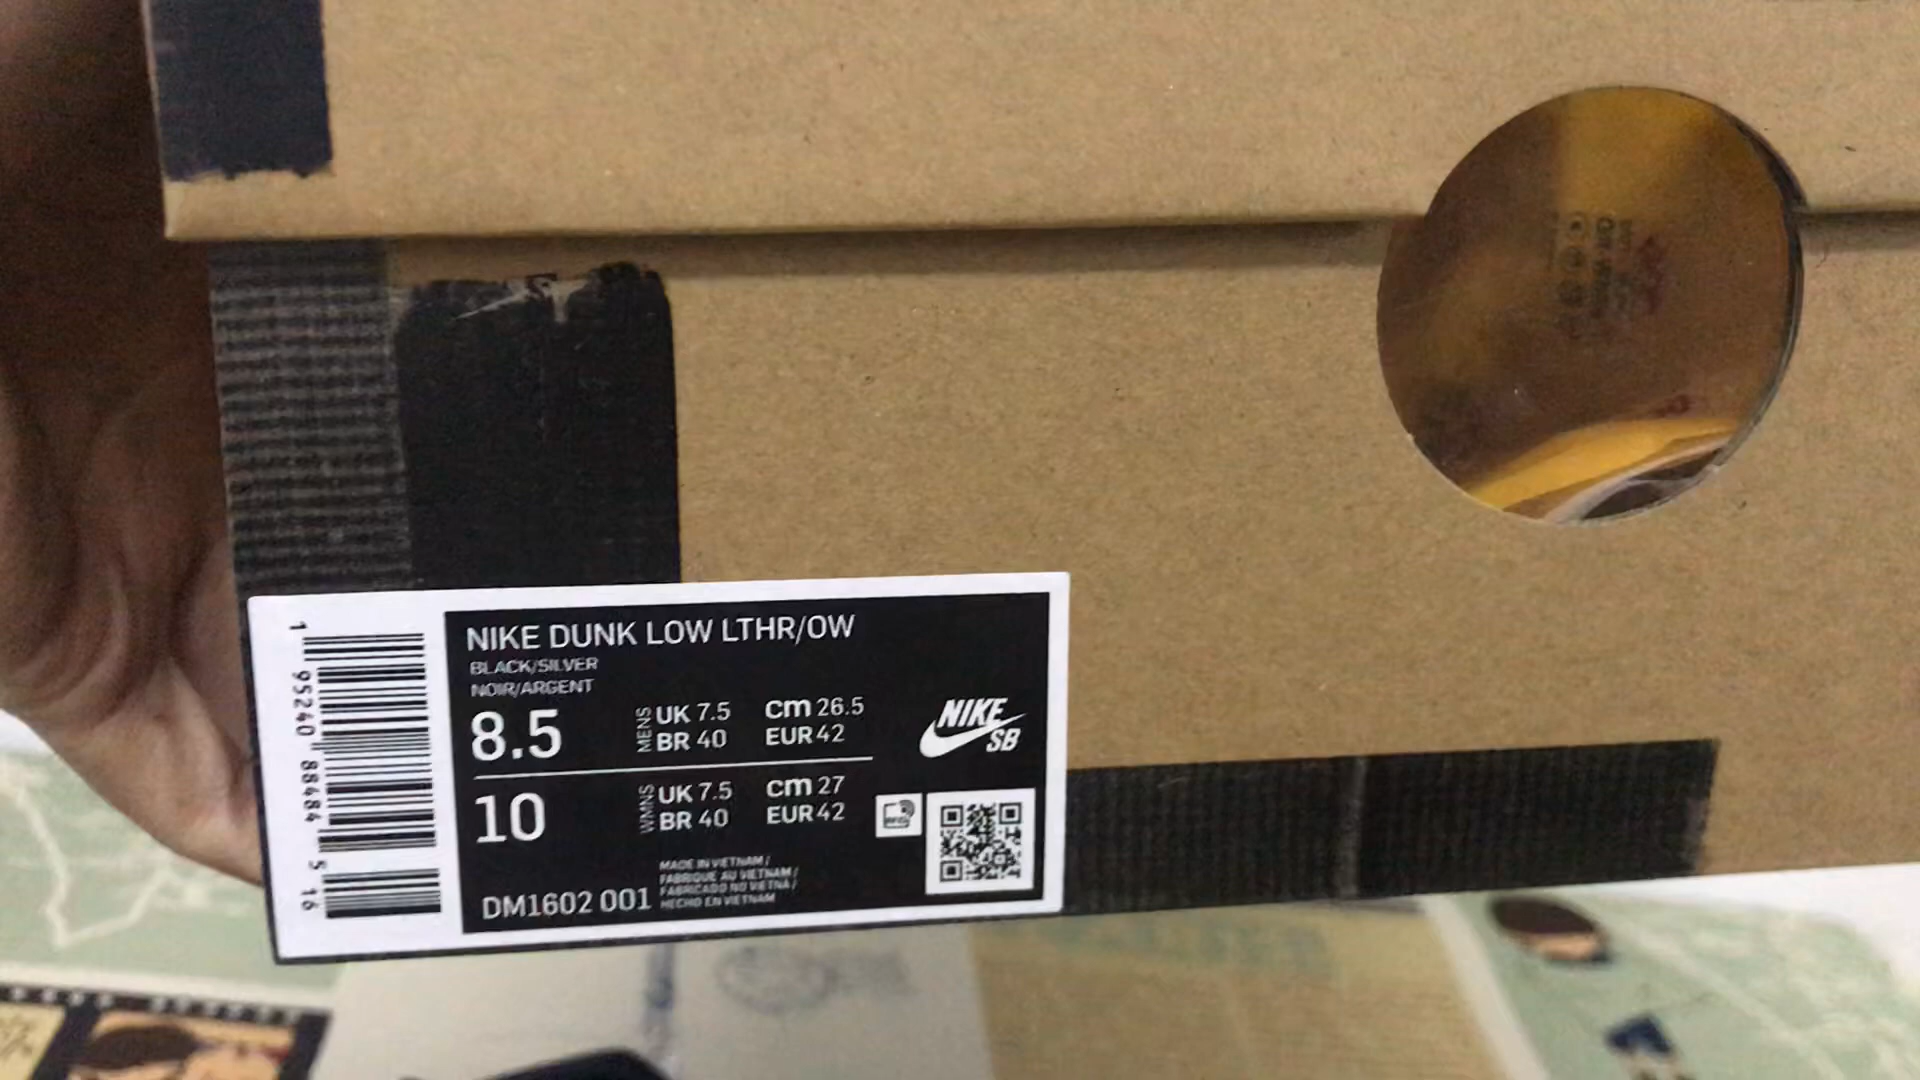 NIKE DUNK LOW LTHR/OW
BLACK/SILVER
NOIR/ARGENT
8.5
MENS
UK 7.5
BR 40
cm 26.5
EUR 42
10
WMNS
UK 7.5
BR 40
cm 27
EUR 42
NIKE
SB
DM1602 001
MADE IN VIETNAM /
FABRIQUE AU VIETNAM /
FABRICADO NO VIETNÃ /
HECHO EN VIETNAM
1 95240 88484 5 16